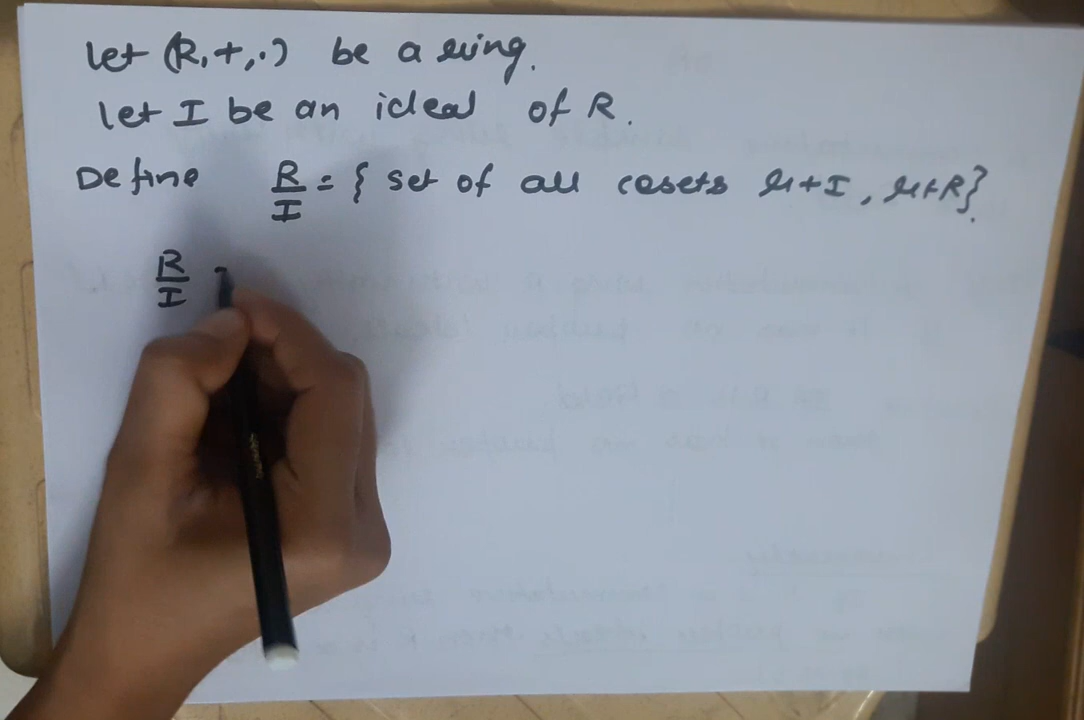 Let (R,+,.) be a ring.
Let I be an ideal of R.
Define R/I = { set of all cosets r+I, r+R}.
R/I =